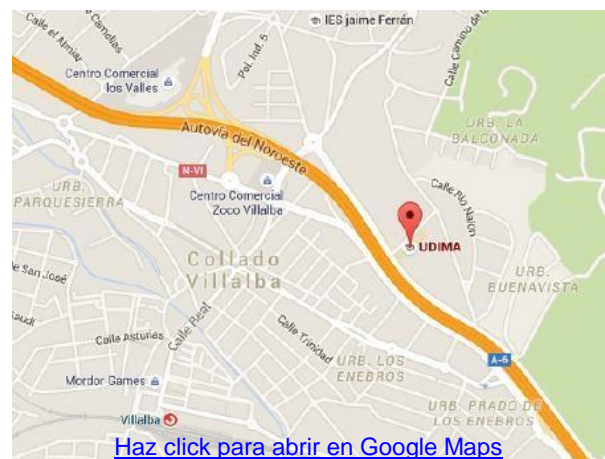 IES jaime Ferrán
Calle el Almiar
Camelias
Centro Comercial
los Valles
Pol. Ind. 5
Calle Camino de
URB. LA
BALCONADA
Autovía del Noroeste
N-VI
URB.
PARQUESIERRA
Centro Comercial
Zoco Villalba
Calle Río Nalón
UDIMA
Collado
Villalba
URB.
BUENAVISTA
de San José
Calle Real
Calle Asturias
Calle Trinidad
URB. LOS
ENEBROS
A-6
Mordor Games
URB. PRADO DE
LOS ENEBROS
Villalba
Haz click para abrir en Google Maps